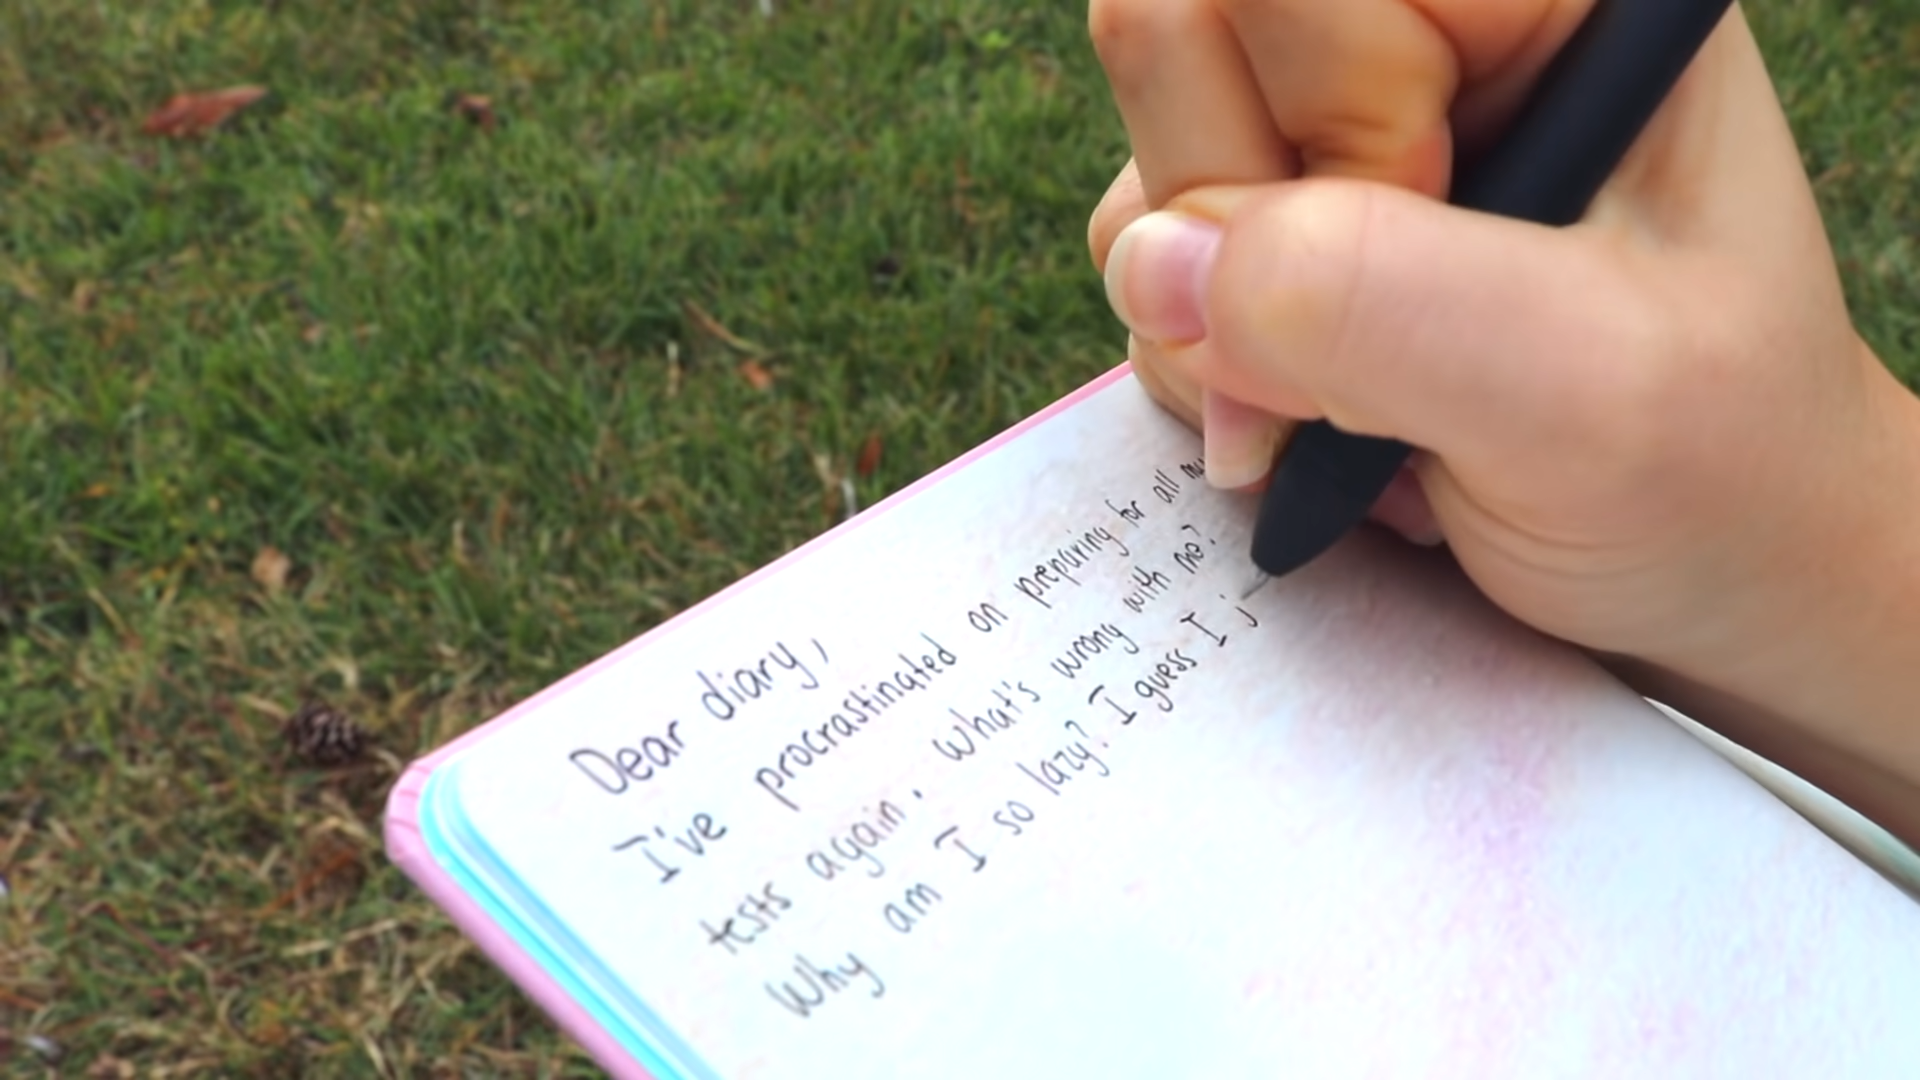 Dear diary,
I've procrastinated on preparing for all my
tests again. What's wrong with me?
Why am I so lazy? I guess I j